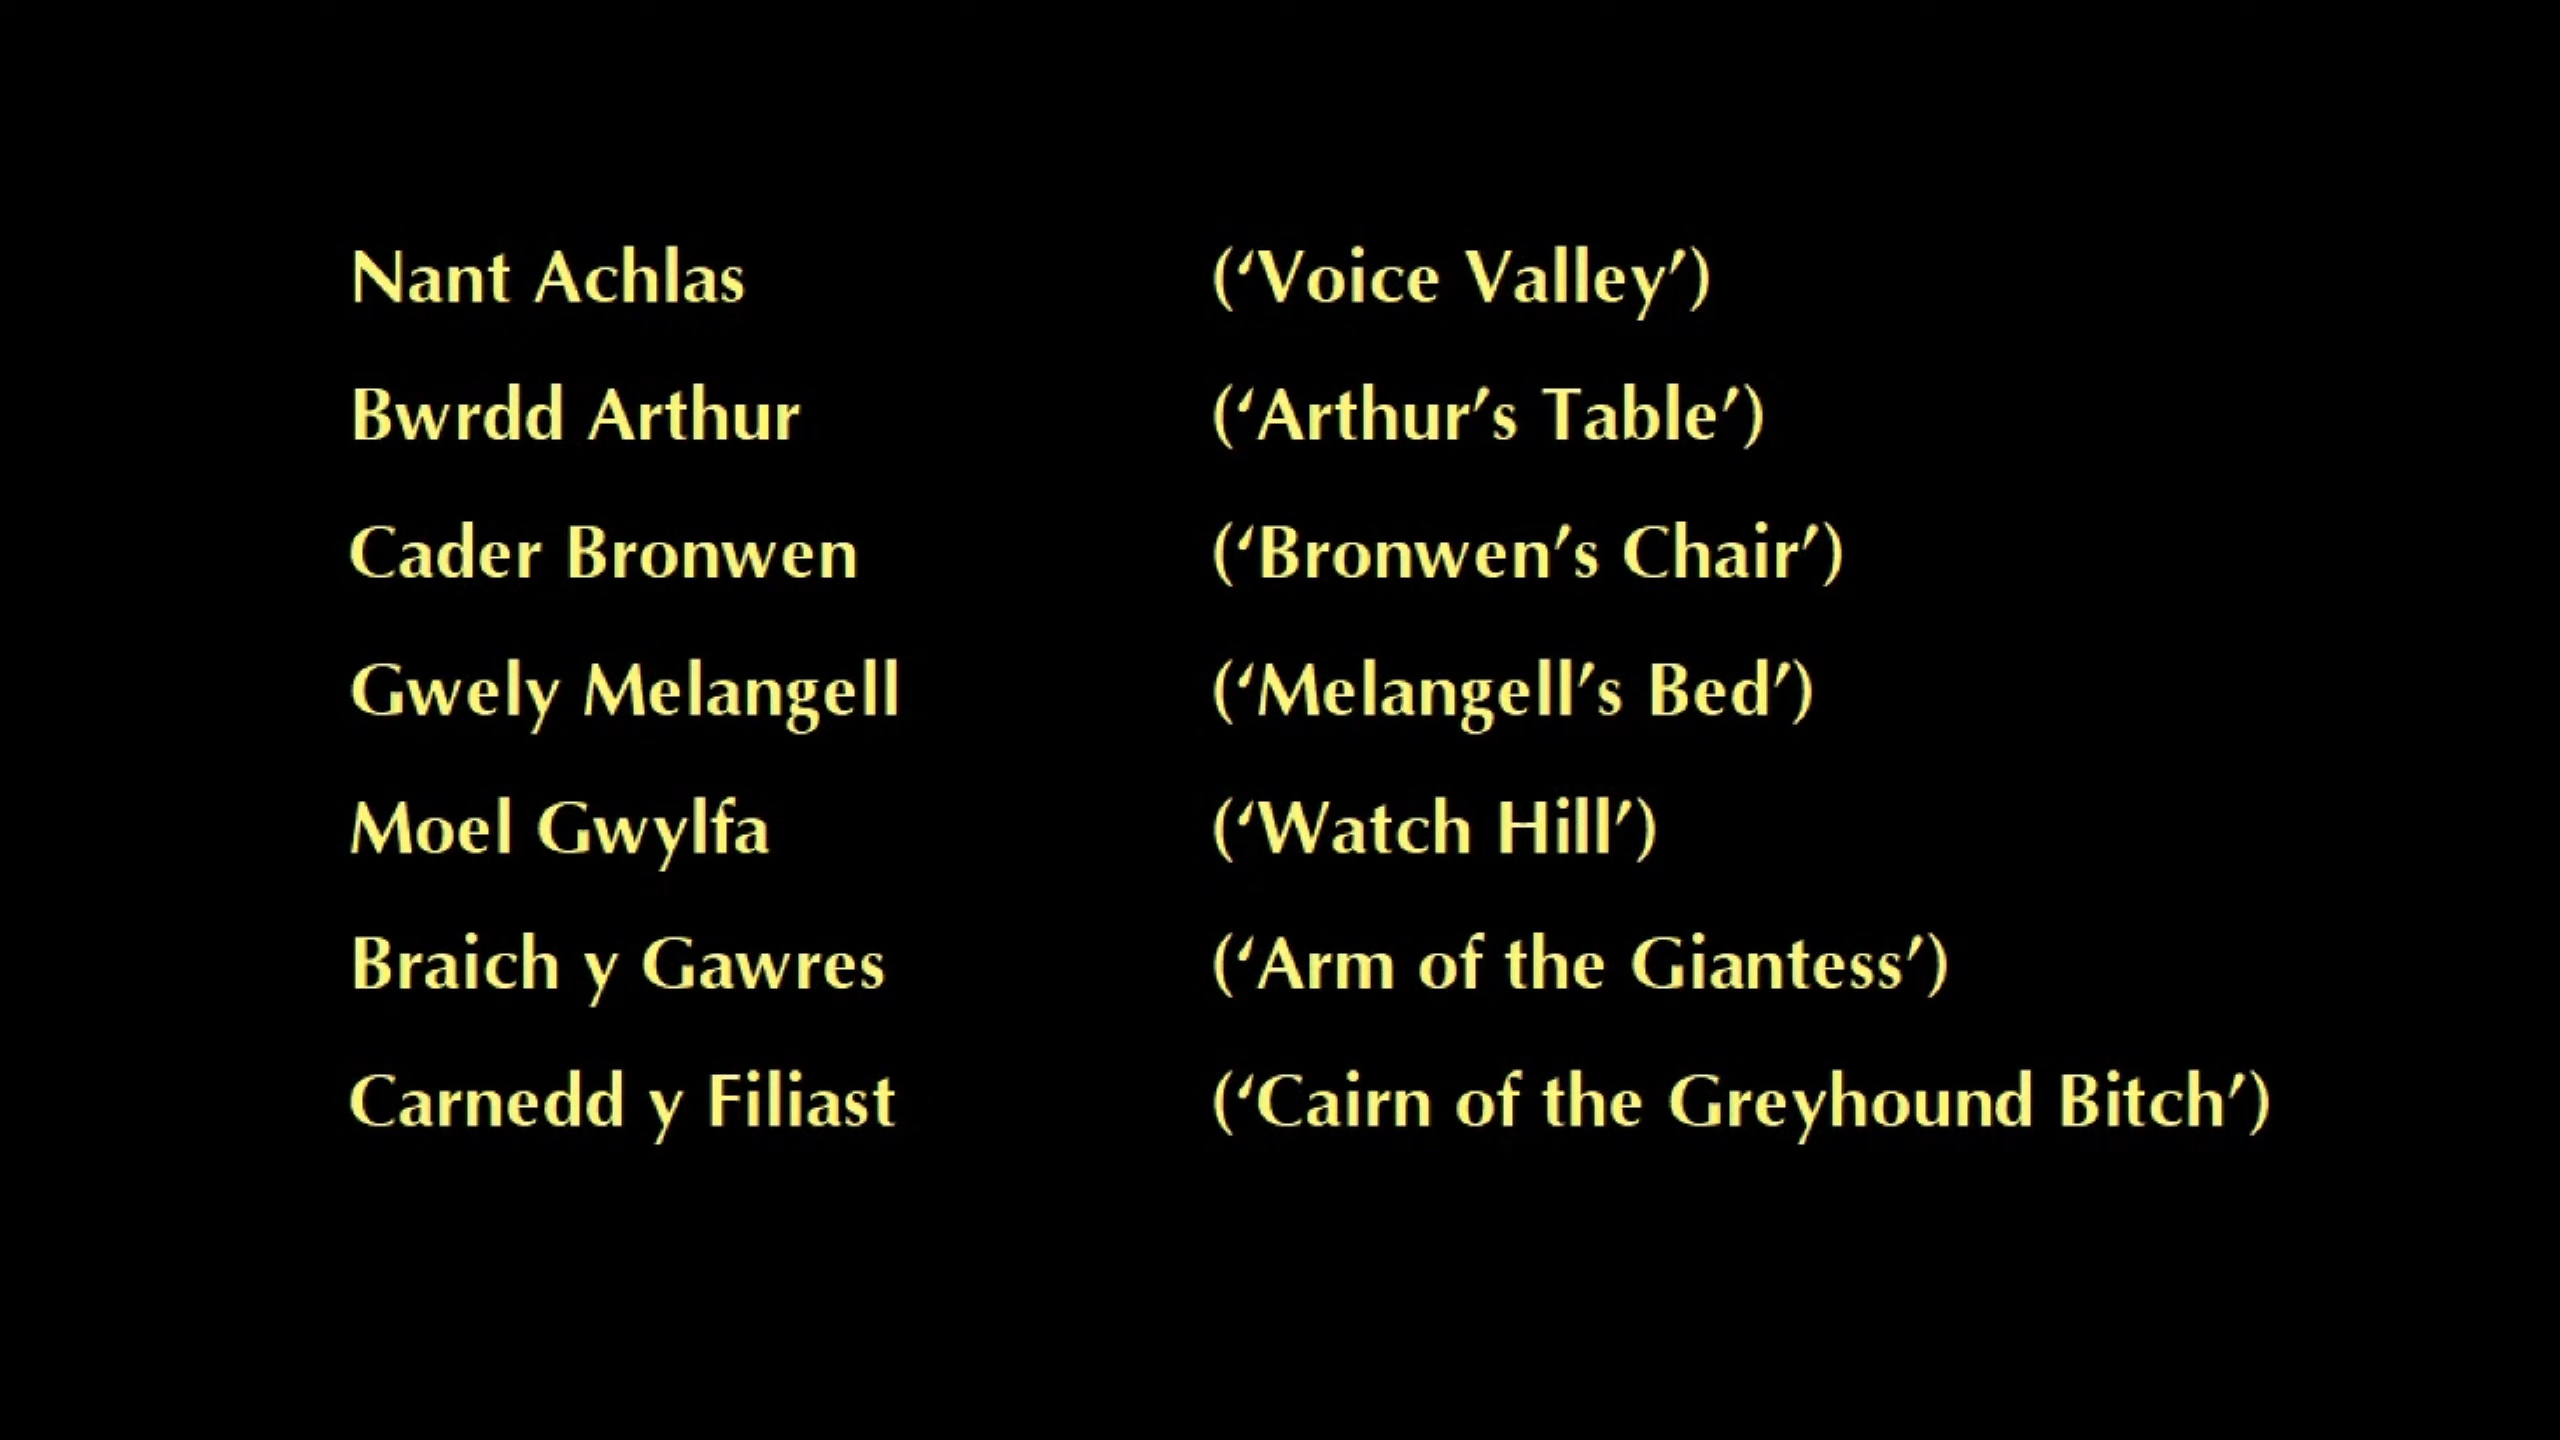 Nant Achlas (‘Voice Valley’)
Bwrdd Arthur (‘Arthur’s Table’)
Cader Bronwen (‘Bronwen’s Chair’)
Gwely Melangell (‘Melangell’s Bed’)
Moel Gwylfa (‘Watch Hill’)
Braich y Gawres (‘Arm of the Giantess’)
Carnedd y Filiast (‘Cairn of the Greyhound Bitch’)